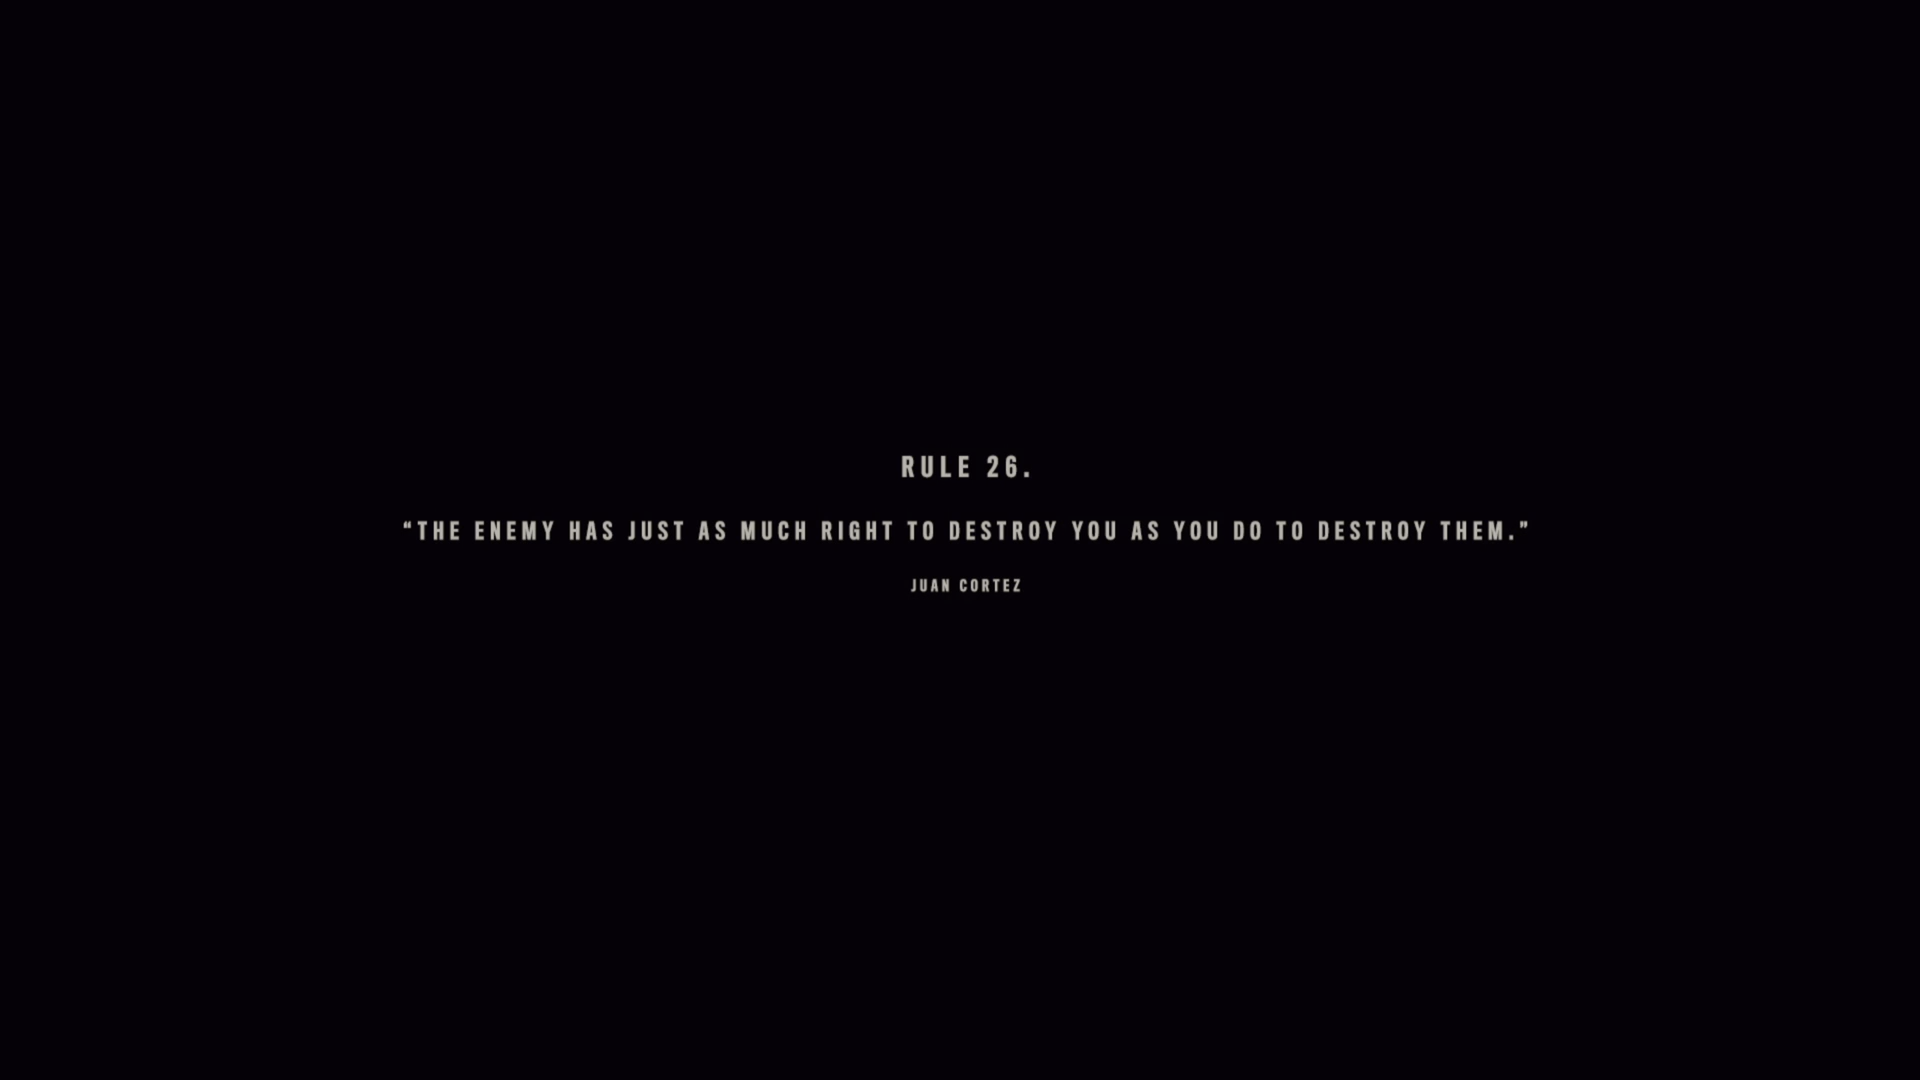 RULE 26.
“THE ENEMY HAS JUST AS MUCH RIGHT TO DESTROY YOU AS YOU DO TO DESTROY THEM.”
JUAN CORTEZ